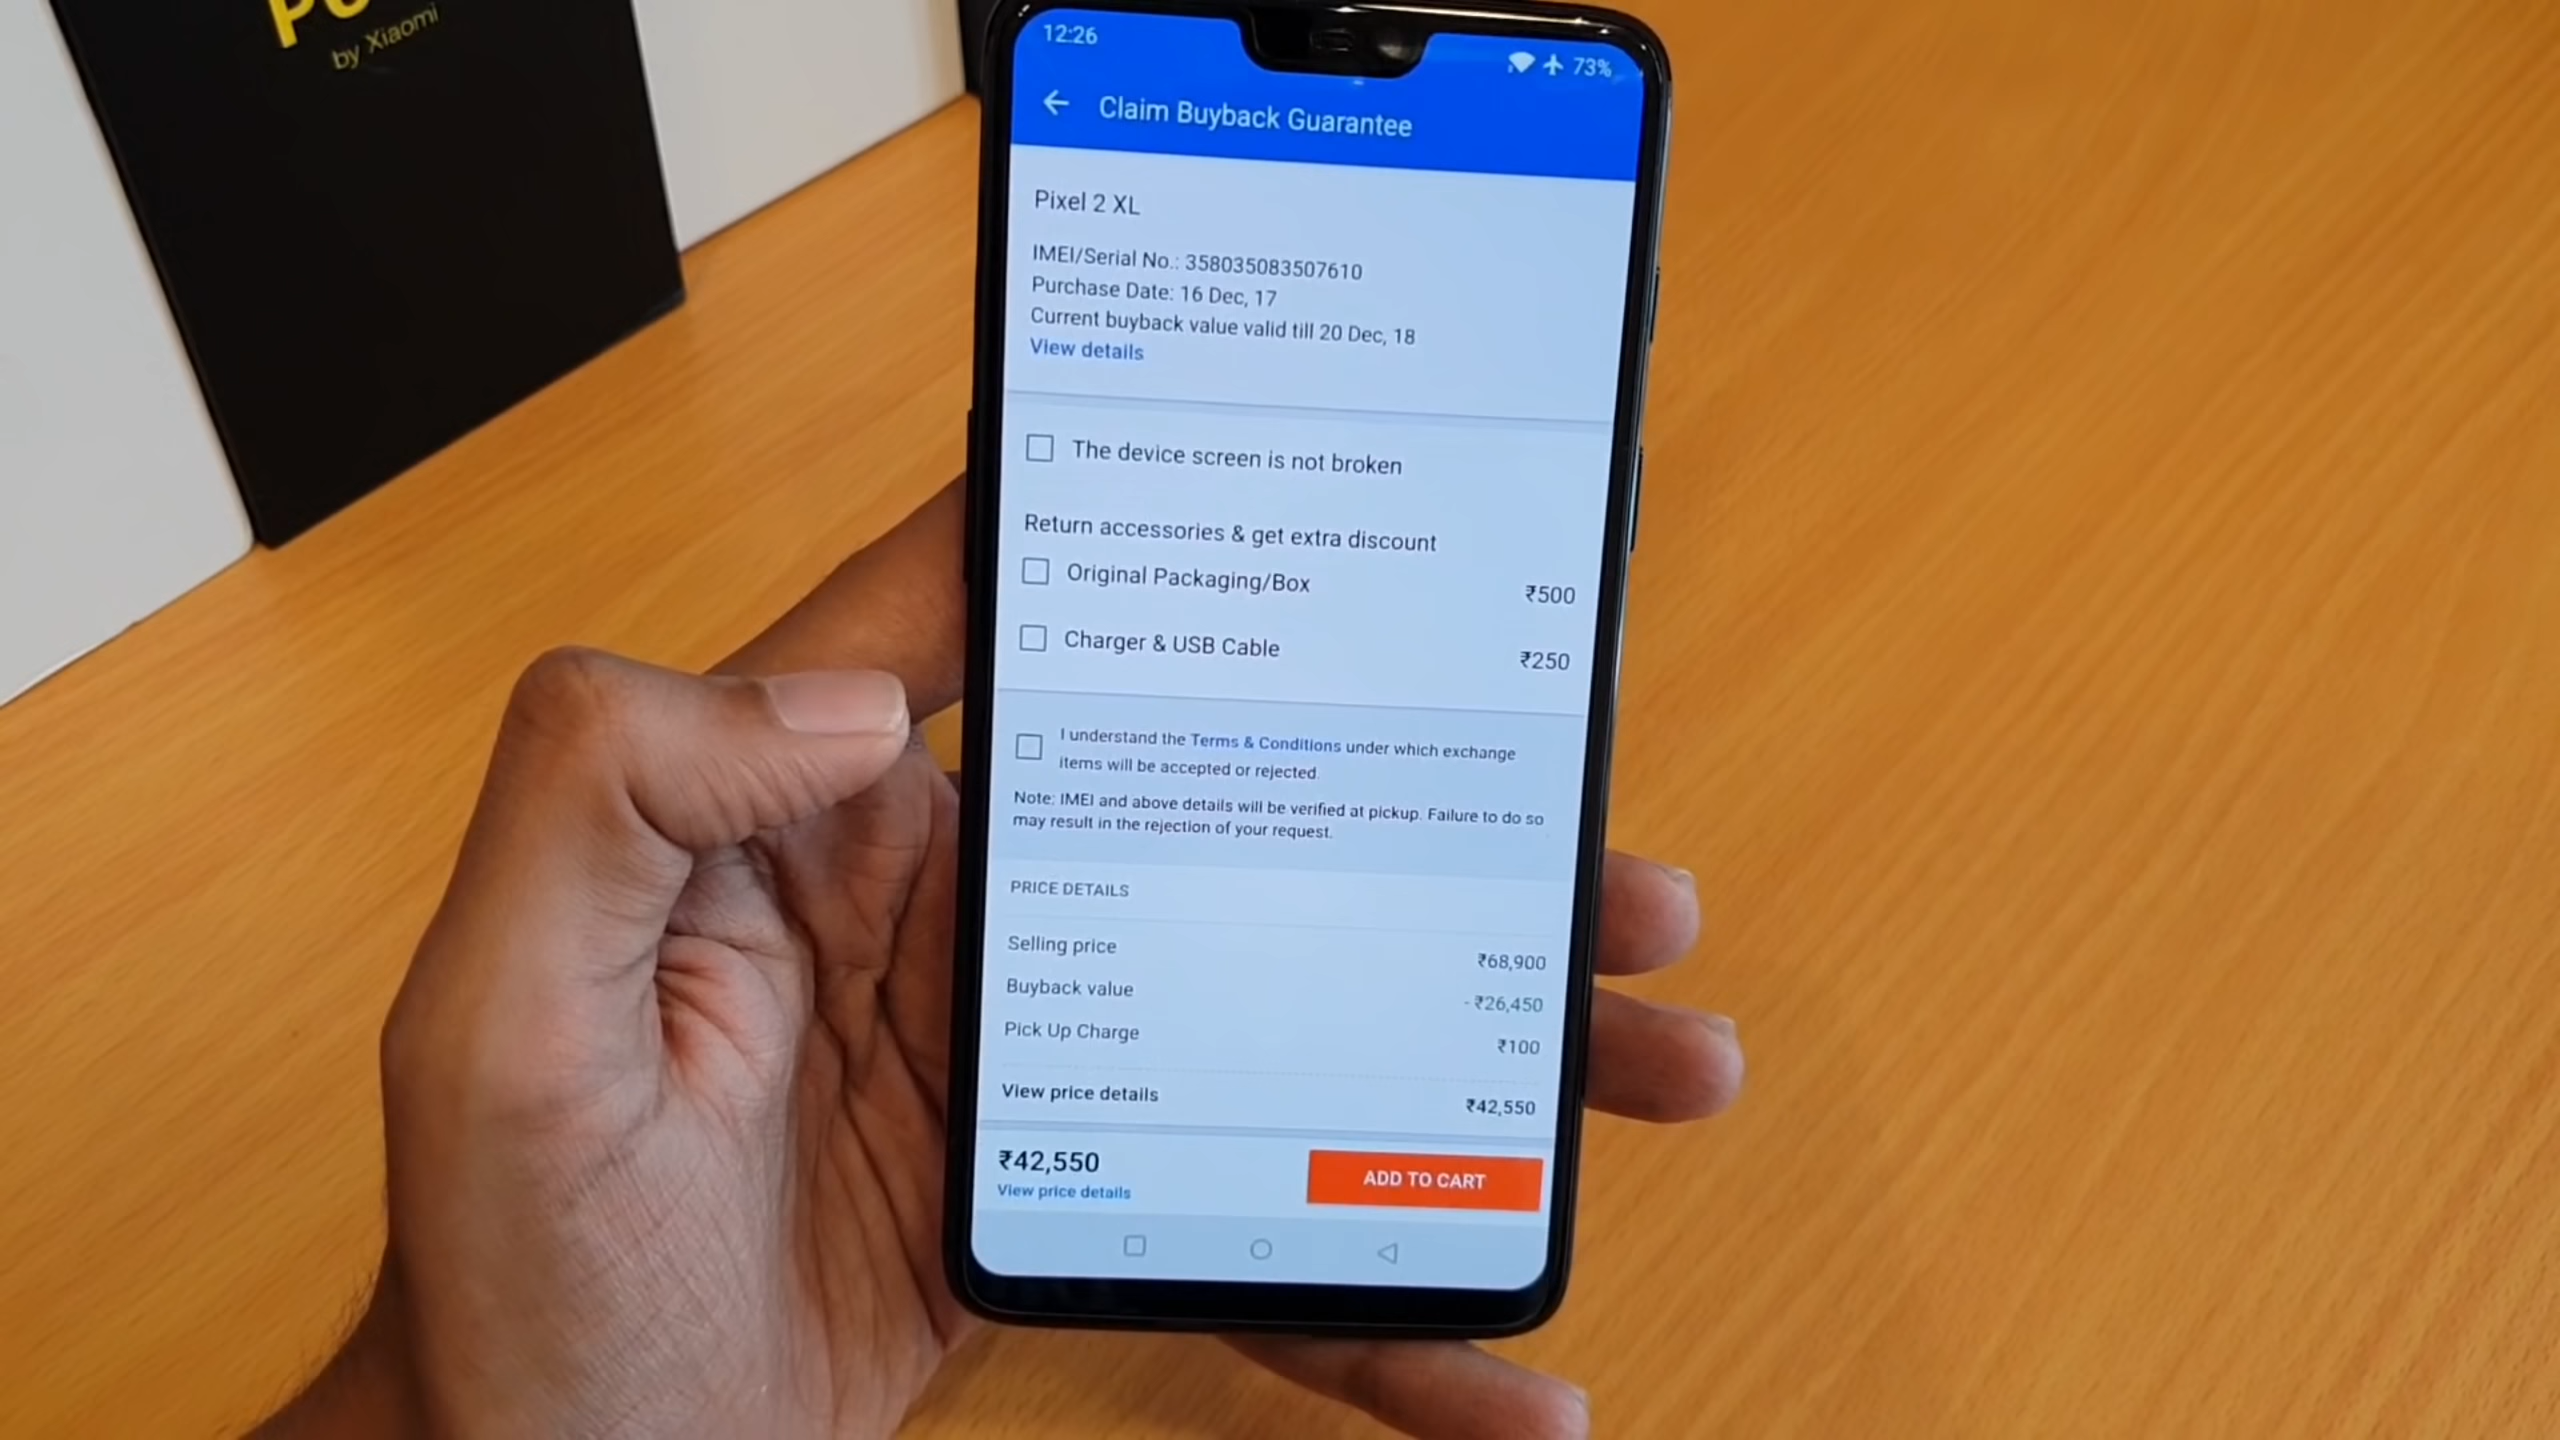 by Xiaomi
12:26
73%
Claim Buyback Guarantee
Pixel 2 XL
IMEI/Serial No.: 358035083507610
Purchase Date: 16 Dec, 17
Current buyback value valid till 20 Dec, 18
View details
The device screen is not broken
Return accessories & get extra discount
Original Packaging/Box ₹500
Charger & USB Cable ₹250
I understand the Terms & Conditions under which exchange
items will be accepted or rejected.
Note: IMEI and above details will be verified at pickup. Failure to do so
may result in the rejection of your request.
PRICE DETAILS
Selling price ₹68,900
Buyback value - ₹26,450
Pick Up Charge ₹100
View price details ₹42,550
₹42,550
View price details
ADD TO CART